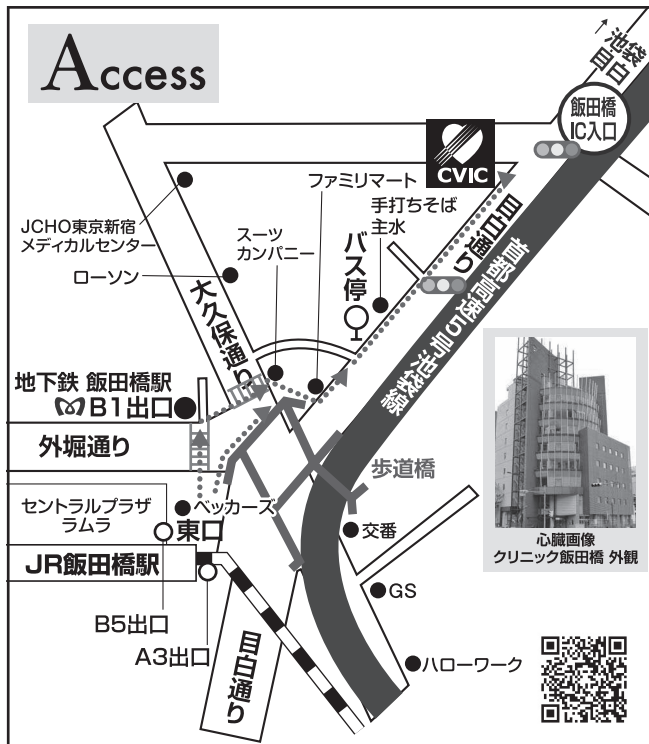 Access
↑池袋
目白
飯田橋
IC入口
CVIC
ファミリマート
手打ちそば
主水
JCHO東京新宿
メディカルセンター
スーツ
カンパニー
バス停
目白通り
ローソン
大久保通り
首都高速5号池袋線
地下鉄 飯田橋駅
B1出口
外堀通り
歩道橋
セントラルプラザ
ラムラ
ベッカーズ
東口
交番
心臓画像
クリニック飯田橋 外観
JR飯田橋駅
GS
B5出口
A3出口
目白通り
ハローワーク